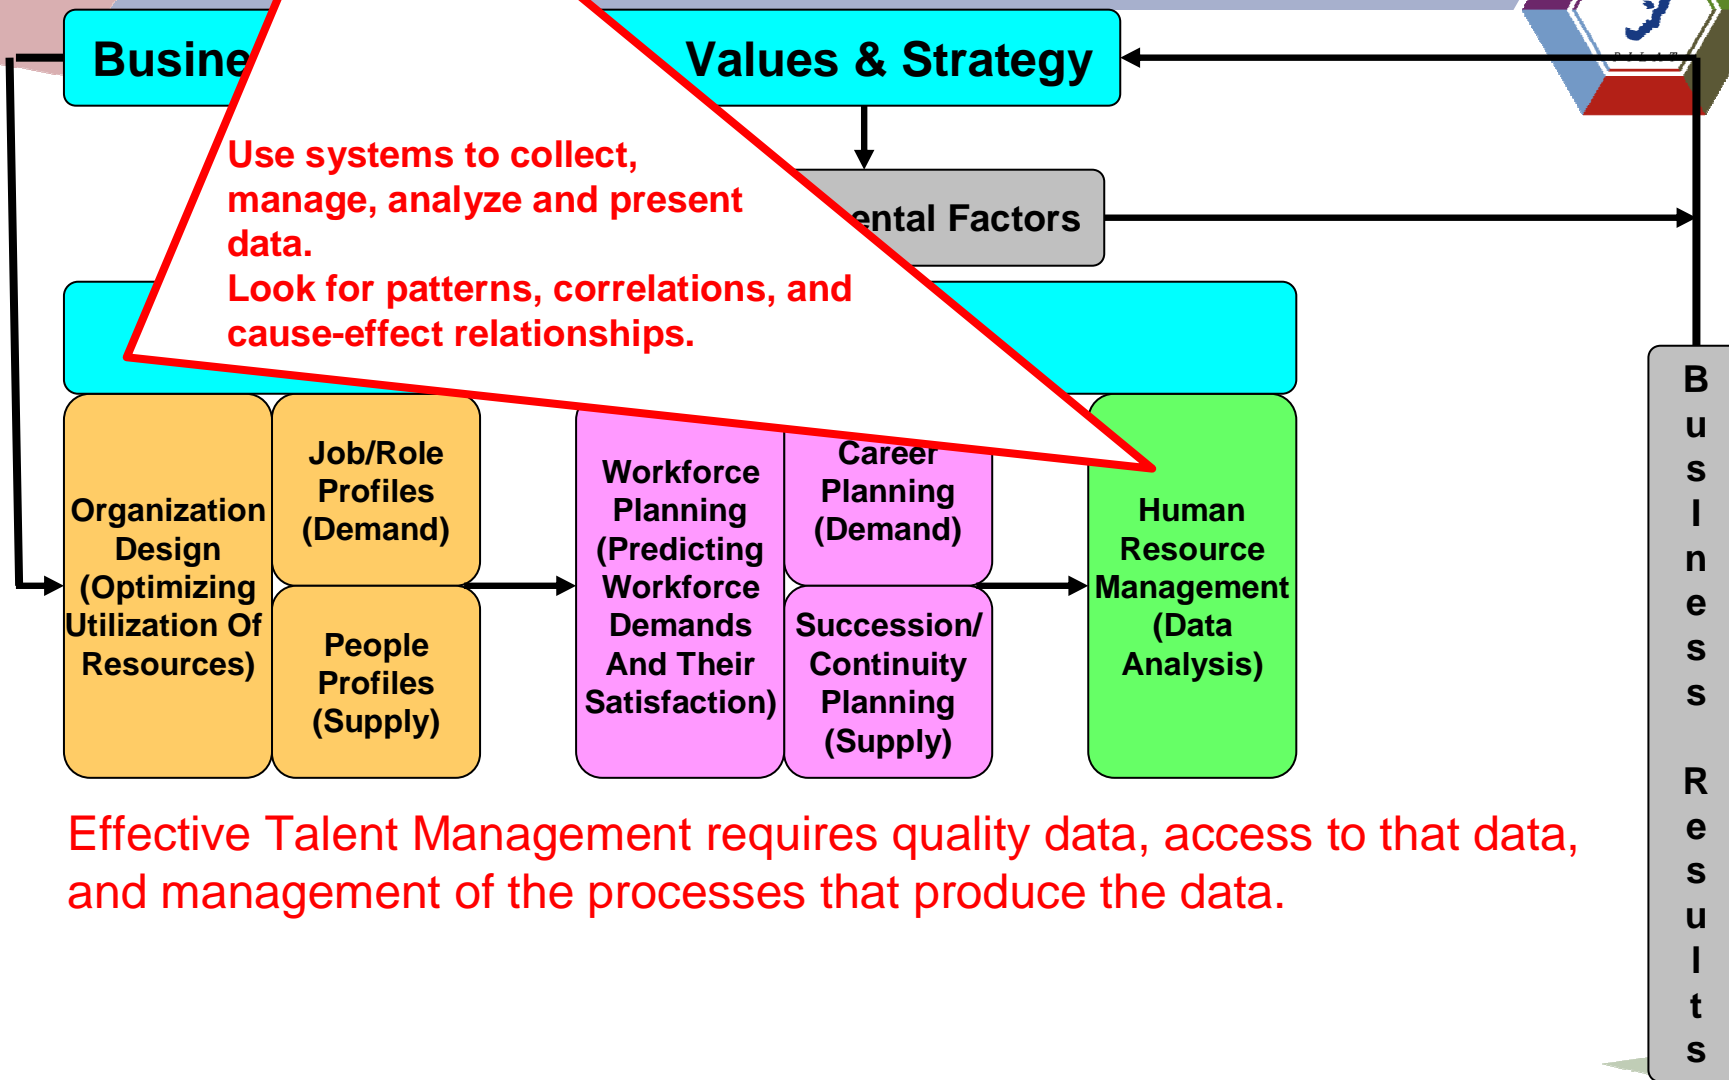 Values & Strategy
Use systems to collect,
manage, analyze and present
data.
Look for patterns, correlations, and
cause-effect relationships.
Factors
Organization
Design
(Optimizing
Utilization Of
Resources)
Job/Role
Profiles
(Demand)
People
Profiles
(Supply)
Workforce
Planning
(Predicting
Workforce
Demands
And Their
Satisfaction)
Career
Planning
(Demand)
Succession/
Continuity
Planning
(Supply)
Human
Resource
Management
(Data
Analysis)
B
u
s
I
n
e
s
s
R
e
s
u
l
t
s
Effective Talent Management requires quality data, access to that data,
and management of the processes that produce the data.